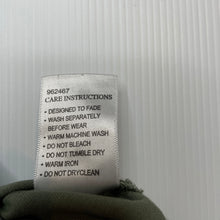 962467
CARE INSTRUCTIONS
• DESIGNED TO FADE
• WASH SEPARATELY
BEFORE WEAR
• WARM MACHINE WASH
• DO NOT BLEACH
• DO NOT TUMBLE DRY
• WARM IRON
• DO NOT DRYCLEAN